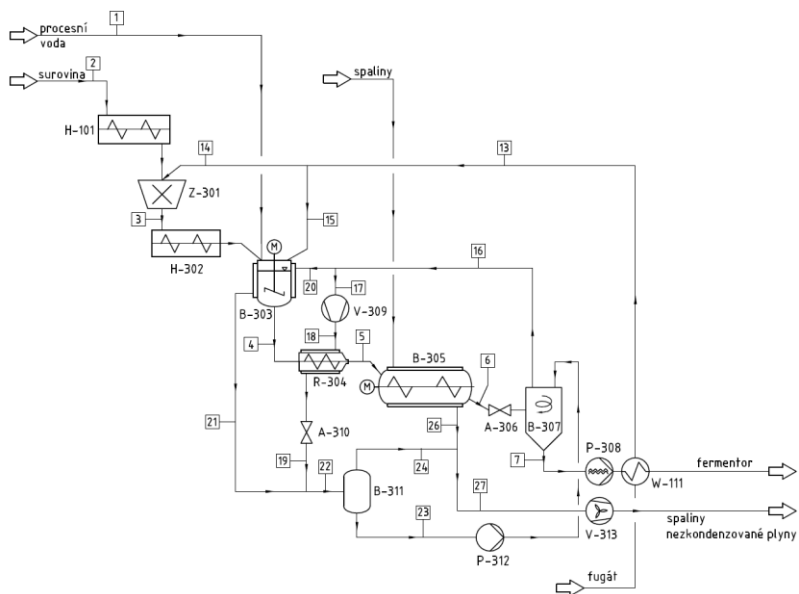 1
procesní
voda
2
surovina
spaliny
H-101
14
13
Z-301
3
15
H-302
M
16
20
17
B-303
V-309
4
18
5
B-305
6
R-304
M
A-306
B-307
21
A-310
26
7
P-308
fermentor
19
22
24
W-111
B-311
27
23
V-313
spaliny
nezkondenzované plyny
P-312
fugát